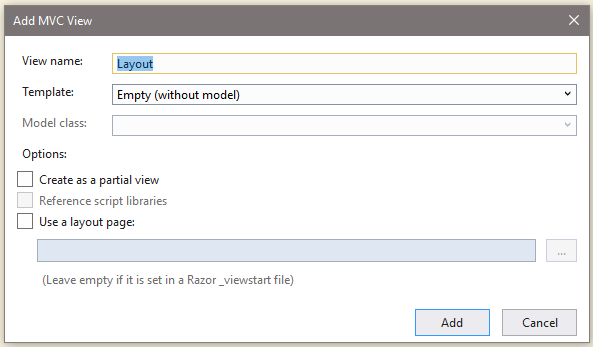 Add MVC View
View name: Layout
Template: Empty (without model)
Model class:
Options:
Create as a partial view
Reference script libraries
Use a layout page:
...
(Leave empty if it is set in a Razor _viewstart file)
Add Cancel